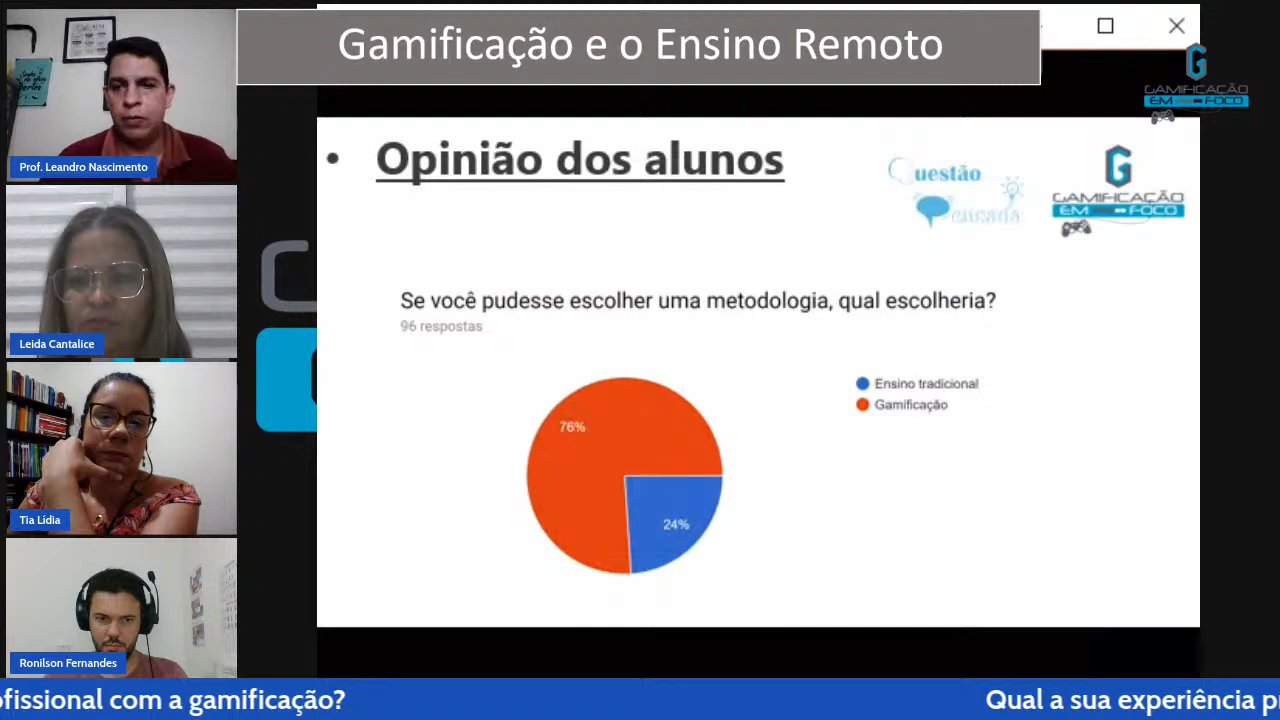 Gamificação e o Ensino Remoto
GAMIFICAÇÃO
EM FOCO
Prof. Leandro Nascimento
Leida Cantalice
Tia Lídia
Ronilson Fernandes
• Opinião dos alunos
Questão
GAMIFICAÇÃO
EM FOCO
Se você pudesse escolher uma metodologia, qual escolheria?
96 respostas
Ensino tradicional
Gamificação
76%
24%
ofissional com a gamificação?
Qual a sua experiência pr